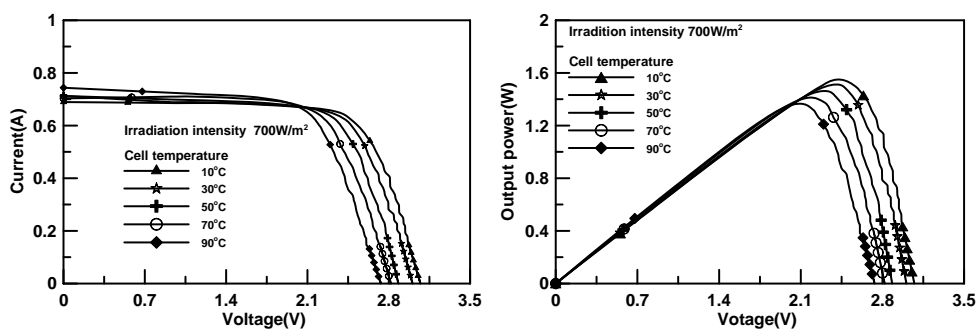 Current(A)
1
0.8
0.6
0.4
0.2
0
Irradiation intensity 700W/m²
Cell temperature
10°C
30°C
50°C
70°C
90°C
0 0.7 1.4 2.1 2.8 3.5
Voltage(V)
Output power(W)
2
1.6
1.2
0.8
0.4
0
Irradition intensity 700W/m²
Cell temperature
10°C
30°C
50°C
70°C
90°C
0 0.7 1.4 2.1 2.8 3.5
Votage(V)